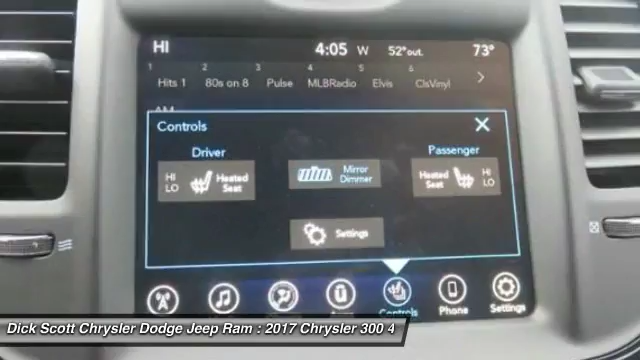 HI 4:05 W 52°out. 73°
1 2 3 4 5 6
Hits 1 80s on 8 Pulse MLBRadio Elvis ClsVinyl
AM
Controls
Driver Passenger
HI LO Heated Seat Mirror Dimmer Heated Seat HI LO
Settings
Controls Phone Settings
Dick Scott Chrysler Dodge Jeep Ram : 2017 Chrysler 300 4